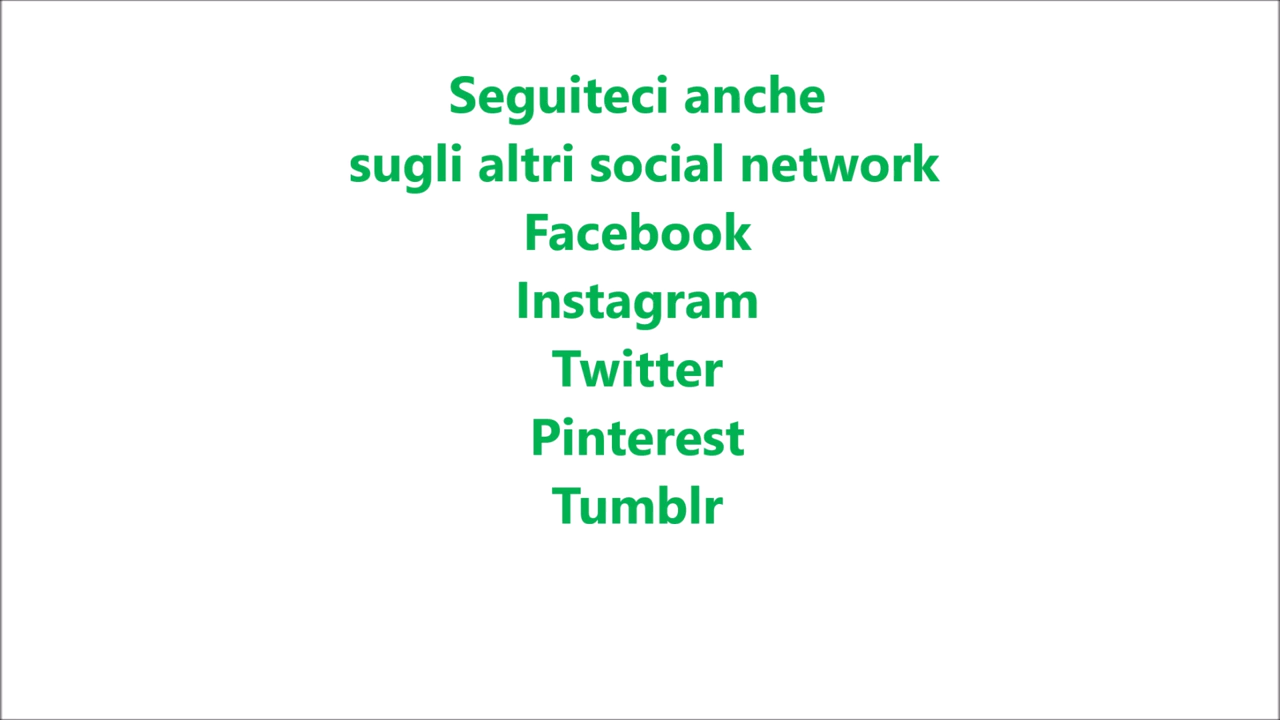 Seguiteci anche
sugli altri social network
Facebook
Instagram
Twitter
Pinterest
Tumblr